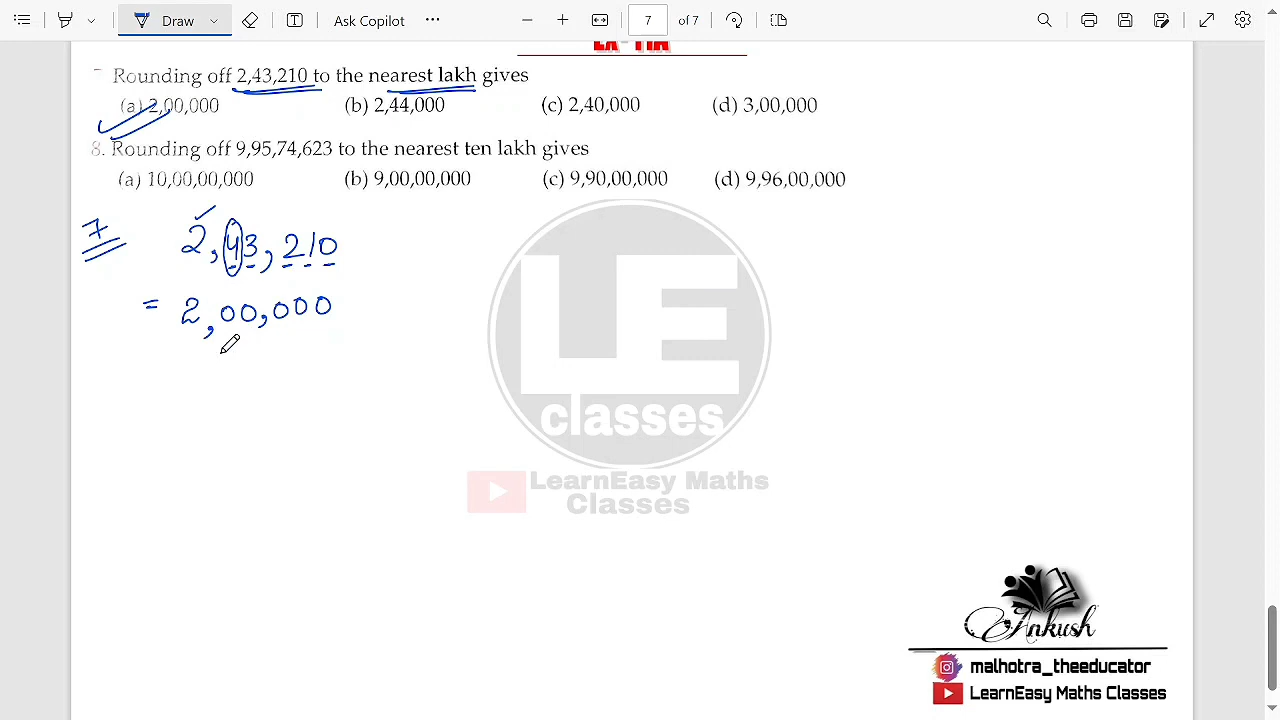 Draw
Ask Copilot
7
of 7
Ex - 11A
7. Rounding off 2,43,210 to the nearest lakh gives
(a) 2,00,000 (b) 2,44,000 (c) 2,40,000 (d) 3,00,000
8. Rounding off 9,95,74,623 to the nearest ten lakh gives
(a) 10,00,00,000 (b) 9,00,00,000 (c) 9,90,00,000 (d) 9,96,00,000
7 2,43,210
= 2,00,000
LE
classes
LearnEasy Maths
Classes
Ankush
malhotra_theeducator
LearnEasy Maths Classes